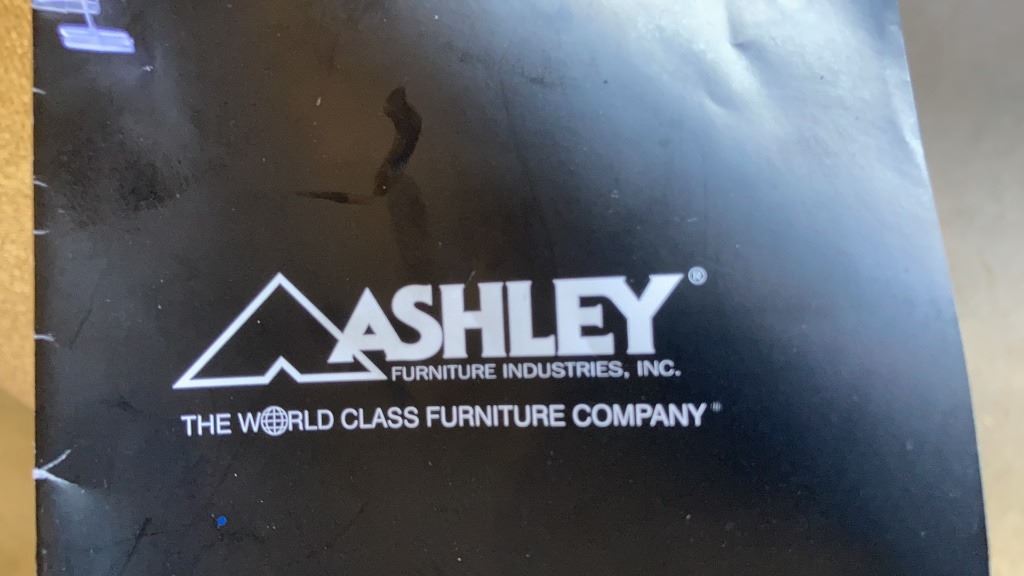 ASHLEY®
FURNITURE INDUSTRIES, INC.
THE WORLD CLASS FURNITURE COMPANY®